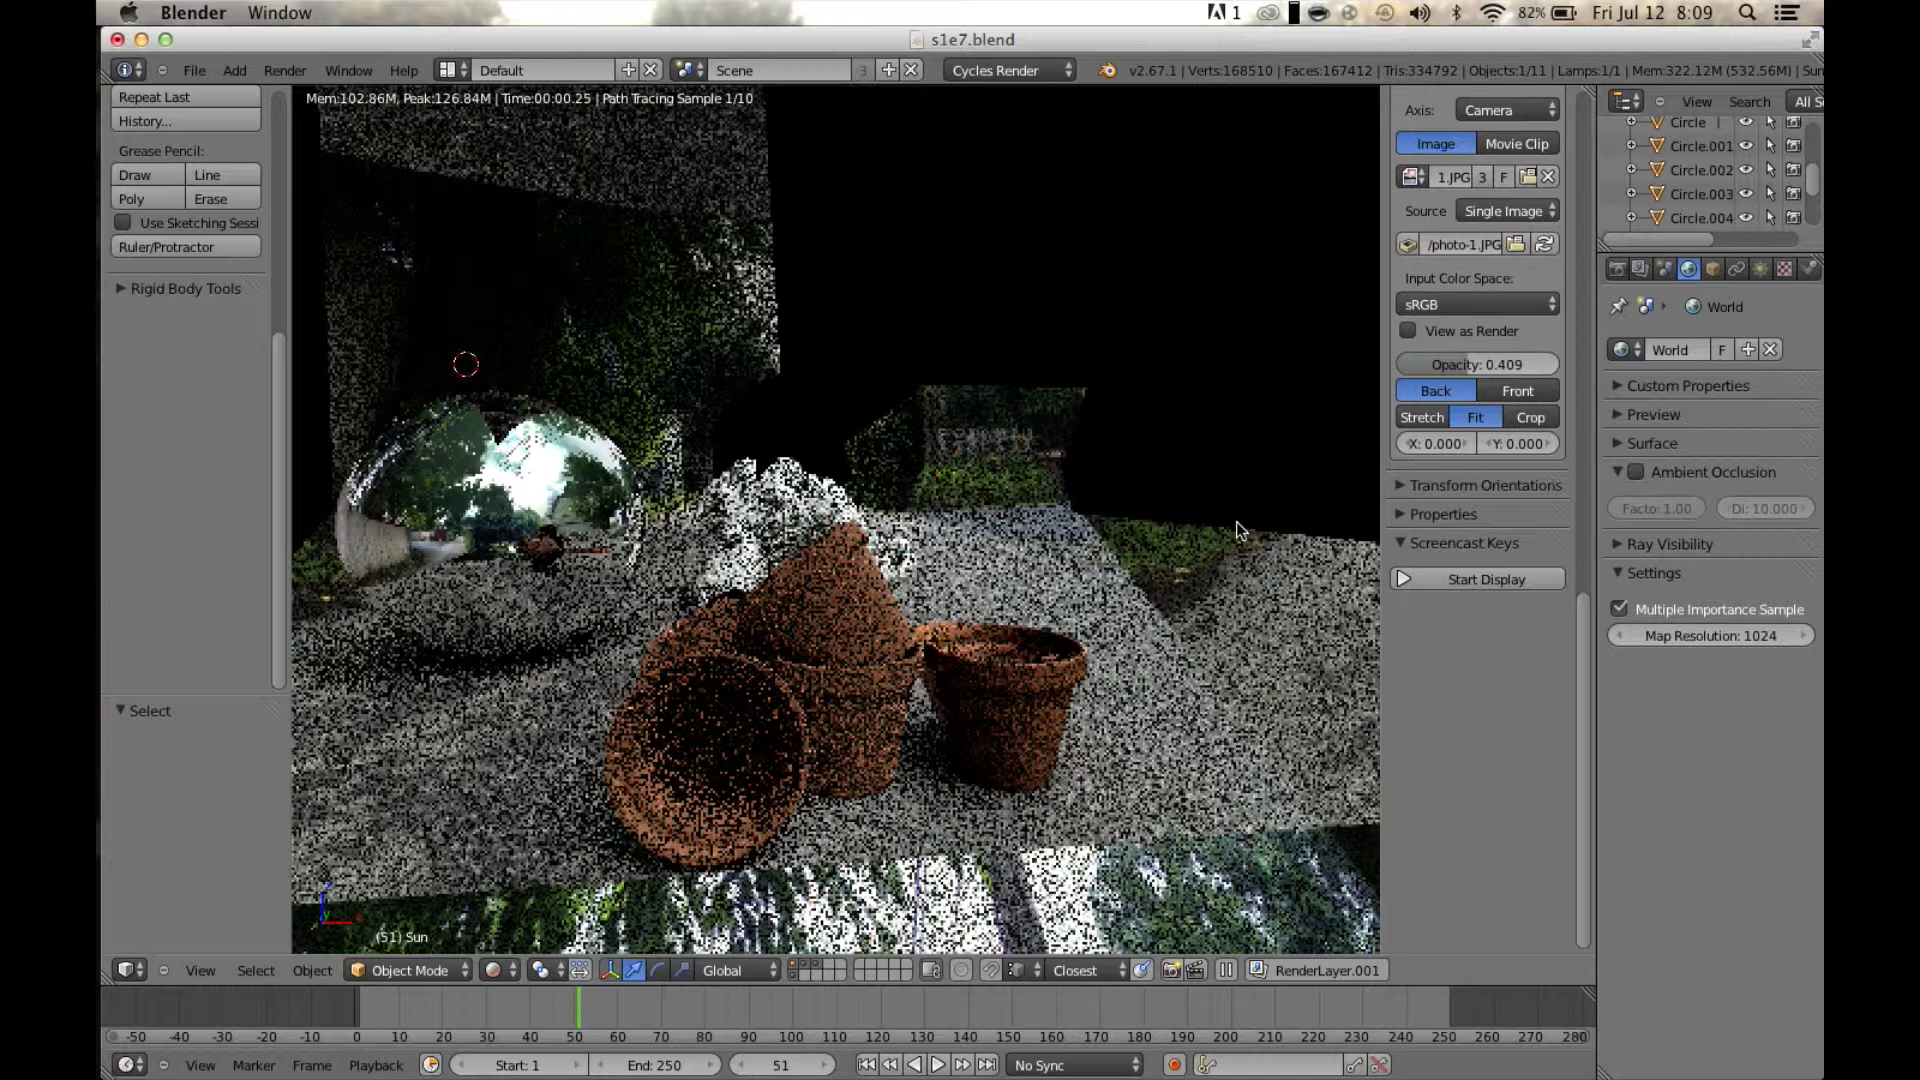 Blender Window 1 82% Fri Jul 12 8:09
s1e7.blend
File Add Render Window Help Default Scene 3 Cycles Render v2.67.1 | Verts:168510 | Faces:167412 | Tris:334792 | Objects:1/11 | Lamps:1/1 | Mem:322.12M (532.56M) | Sun
Mem:102.86M, Peak:126.84M | Time:00:00.25 | Path Tracing Sample 1/10
Repeat Last
History...
Grease Pencil:
Draw Line
Poly Erase
Use Sketching Sessi
Ruler/Protractor
Rigid Body Tools
Select
(51) Sun
Axis: Camera
Image Movie Clip
1.JPG 3 F
Source Single Image
/photo-1.JPG
Input Color Space:
sRGB
View as Render
Opacity: 0.409
Back Front
Stretch Fit Crop
X: 0.000 Y: 0.000
Transform Orientations
Properties
Screencast Keys
Start Display
View Search All S
Circle
Circle.001
Circle.002
Circle.003
Circle.004
World
World F
Custom Properties
Preview
Surface
Ambient Occlusion
Facto: 1.00 Di: 10.000
Ray Visibility
Settings
Multiple Importance Sample
Map Resolution: 1024
View Select Object Object Mode Global Closest RenderLayer.001
-50 -40 -30 -20 -10 0 10 20 30 40 50 60 70 80 90 100 110 120 130 140 150 160 170 180 190 200 210 220 230 240 250 260 270 280
View Marker Frame Playback Start: 1 End: 250 51 No Sync